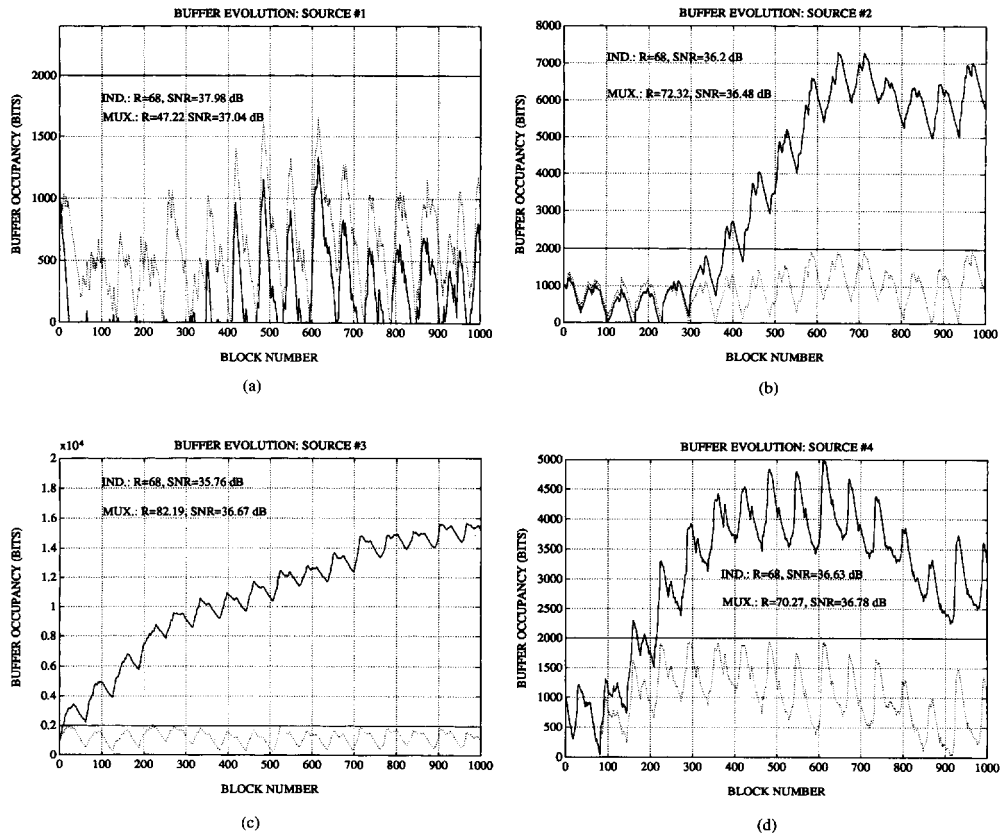 BUFFER EVOLUTION: SOURCE #1
BUFFER OCCUPANCY (BITS)
2000
1500
1000
500
0
IND.: R=68, SNR=37.98 dB
MUX.: R=47.22 SNR=37.04 dB
0 100 200 300 400 500 600 700 800 900 1000
BLOCK NUMBER
(a)
BUFFER EVOLUTION: SOURCE #2
BUFFER OCCUPANCY (BITS)
8000
7000
6000
5000
4000
3000
2000
1000
0
IND.: R=68, SNR=36.2 dB
MUX.: R=72.32, SNR=36.48 dB
0 100 200 300 400 500 600 700 800 900 1000
BLOCK NUMBER
(b)
x10⁴
BUFFER EVOLUTION: SOURCE #3
BUFFER OCCUPANCY (BITS)
2
1.8
1.6
1.4
1.2
1
0.8
0.6
0.4
0.2
0
IND.: R=68, SNR=35.76 dB
MUX.: R=82.19, SNR=36.67 dB
0 100 200 300 400 500 600 700 800 900 1000
BLOCK NUMBER
(c)
BUFFER EVOLUTION: SOURCE #4
BUFFER OCCUPANCY (BITS)
5000
4500
4000
3500
3000
2500
2000
1500
1000
500
0
IND.: R=68, SNR=36.63 dB
MUX.: R=70.27, SNR=36.78 dB
0 100 200 300 400 500 600 700 800 900 1000
BLOCK NUMBER
(d)